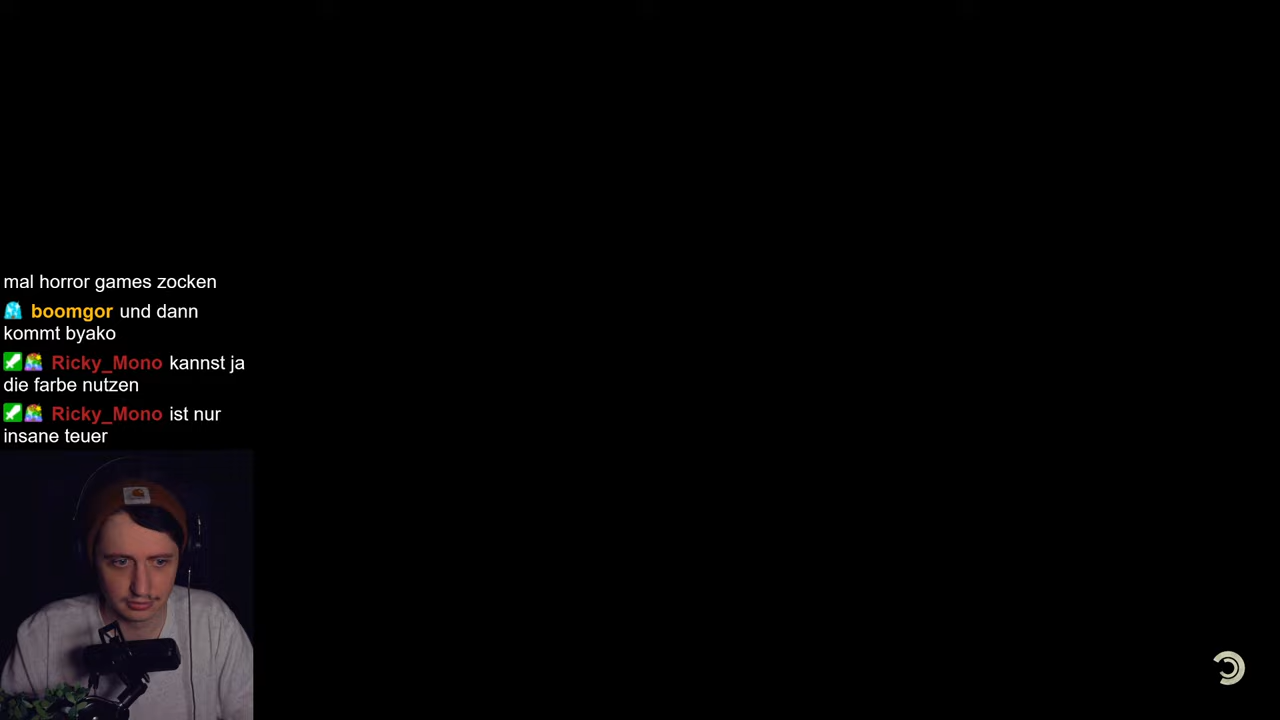 mal horror games zocken
boomgor und dann
kommt byako
Ricky_Mono kannst ja
die farbe nutzen
Ricky_Mono ist nur
insane teuer